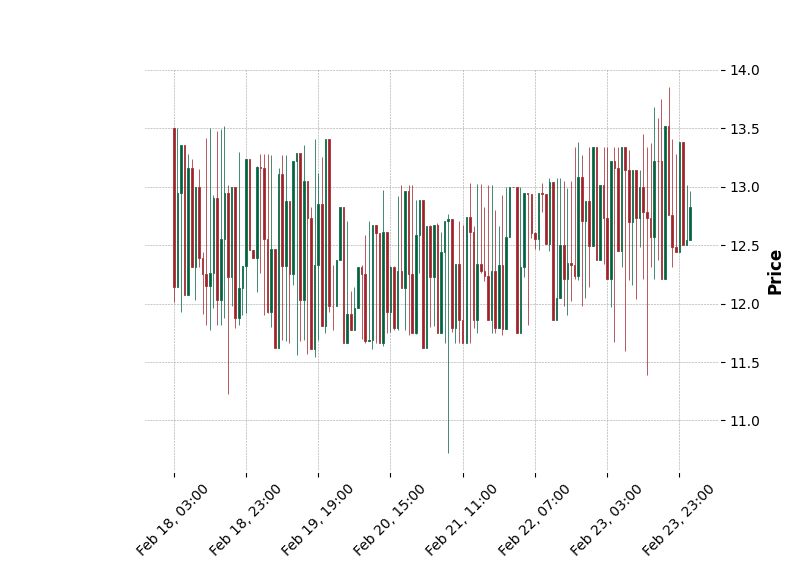 14.0
13.5
13.0
12.5
12.0
11.5
11.0
Price
Feb 18, 03:00
Feb 18, 23:00
Feb 19, 19:00
Feb 20, 15:00
Feb 21, 11:00
Feb 22, 07:00
Feb 23, 03:00
Feb 23, 23:00